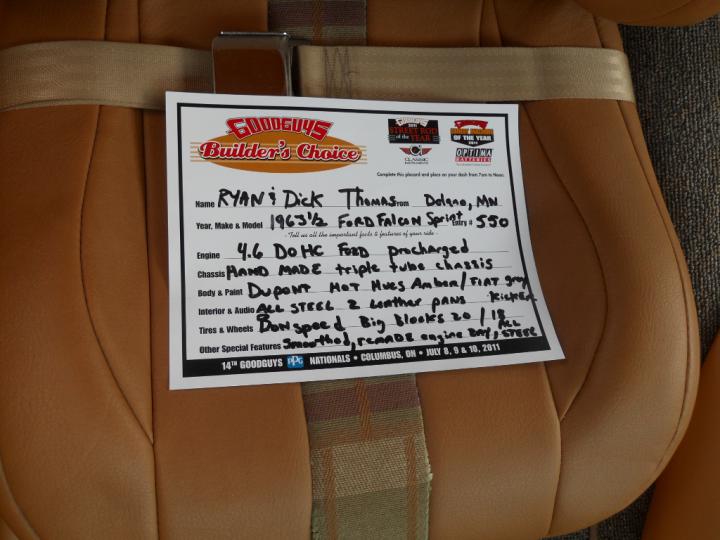 GOODGUYS
Builder's Choice
STREET ROD
of the YEAR
CLASSIC
INSTRUMENTS
OF THE YEAR
OPTIMA
BATTERIES
Complete this placard and place on your dash from 7am to Noon.
Name RYAN & Dick Thomas From Delano, MN
Year, Make & Model 1963 1/2 FORD FALCON Sprint Entry # 550
- Tell us all the important facts & features of your ride -
Engine 4.6 DOHC FORD procharged
Chassis HAND MADE triple tube chassis
Body & Paint DUPONT HOT HUES Amber/ FIAT gray
Interior & Audio ALL STEEL 2 Leather pans Kicker
Tires & Wheels BONSPEED Big Blocks 20 / 18
Other Special Features Smoothed, REMADE engine BAY, ALL STEEL
14TH GOODGUYS PPG NATIONALS • COLUMBUS, OH • JULY 8, 9 & 10, 2011